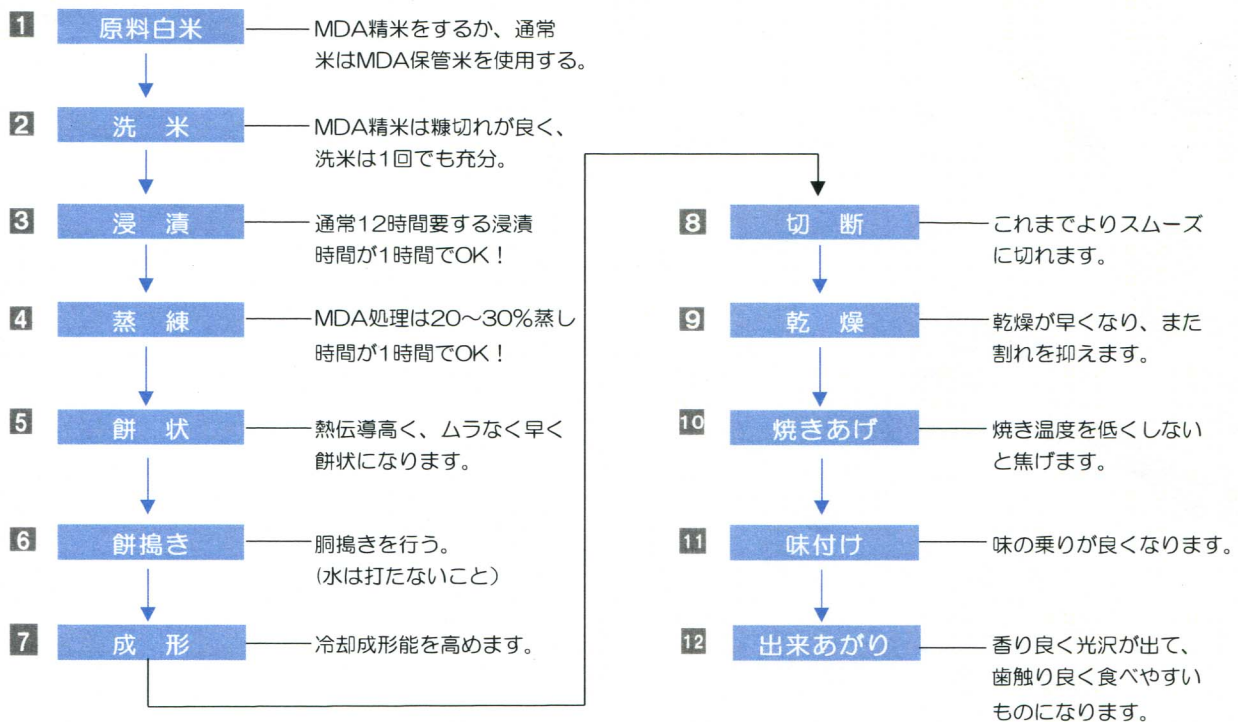 1 原料白米 MDA精米をするか、通常
米はMDA保管米を使用する。
2 洗 米 MDA精米は糠切れが良く、
洗米は1回でも充分。
3 浸 漬 通常12時間要する浸漬
時間が1時間でOK！
4 蒸 練 MDA処理は20～30%蒸し
時間が1時間でOK！
5 餅 状 熱伝導高く、ムラなく早く
餅状になります。
6 餅搗き 胴搗きを行う。
(水は打たないこと)
7 成 形 冷却成形能を高めます。
8 切 断 これまでよりスムーズ
に切れます。
9 乾 燥 乾燥が早くなり、また
割れを抑えます。
10 焼きあげ 焼き温度を低くしない
と焦げます。
11 味付け 味の乗りが良くなります。
12 出来あがり 香り良く光沢が出て、
歯触り良く食べやすい
ものになります。